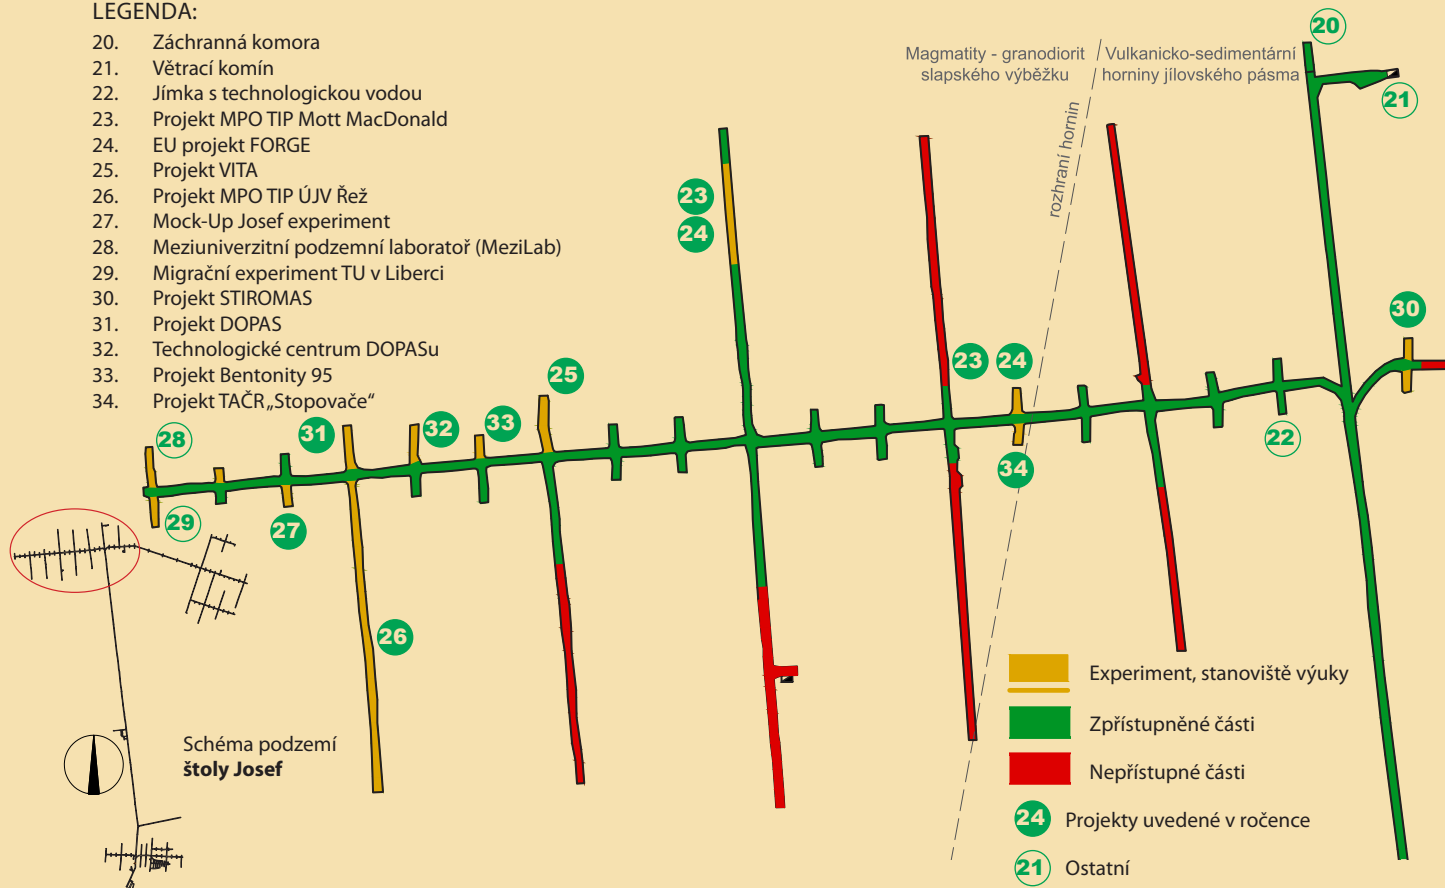 LEGENDA:
20. Záchranná komora
21. Větrací komín
22. Jímka s technologickou vodou
23. Projekt MPO TIP Mott MacDonald
24. EU projekt FORGE
25. Projekt VITA
26. Projekt MPO TIP ÚJV Řež
27. Mock-Up Josef experiment
28. Meziuniverzitní podzemní laboratoř (MeziLab)
29. Migrační experiment TU v Liberci
30. Projekt STIROMAS
31. Projekt DOPAS
32. Technologické centrum DOPASu
33. Projekt Bentonity 95
34. Projekt TAČR „Stopovače“
Magmatity - granodiorit
slapského výběžku
Vulkanicko-sedimentární
horniny jílovského pásma
rozhraní hornin
20
21
23
24
30
25
23 24
31
32
33
28
22
34
29
27
26
Schéma podzemí
štoly Josef
Experiment, stanoviště výuky
Zpřístupněné části
Nepřístupné části
24 Projekty uvedené v ročence
21 Ostatní